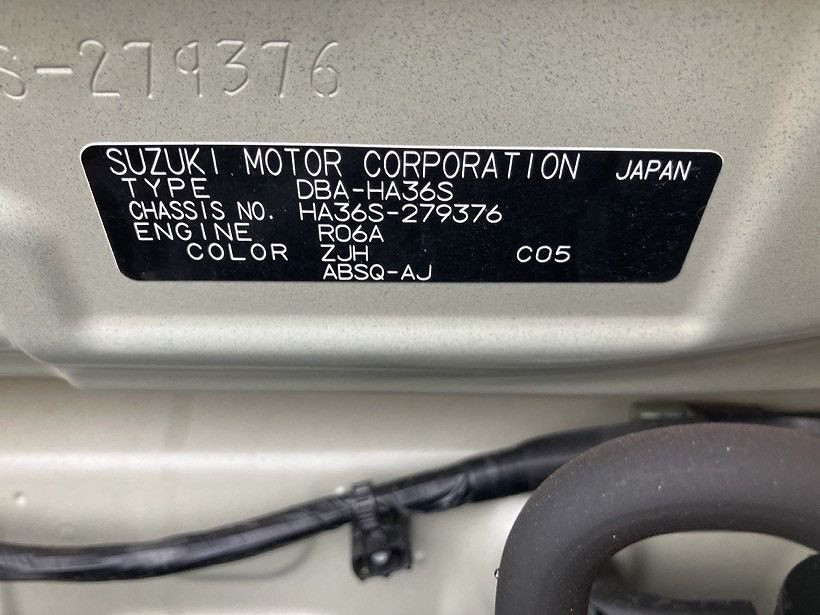 S-279376
SUZUKI MOTOR CORPORATION JAPAN
TYPE DBA-HA36S
CHASSIS NO. HA36S-279376
ENGINE R06A
COLOR ZJH C05
ABSQ-AJ